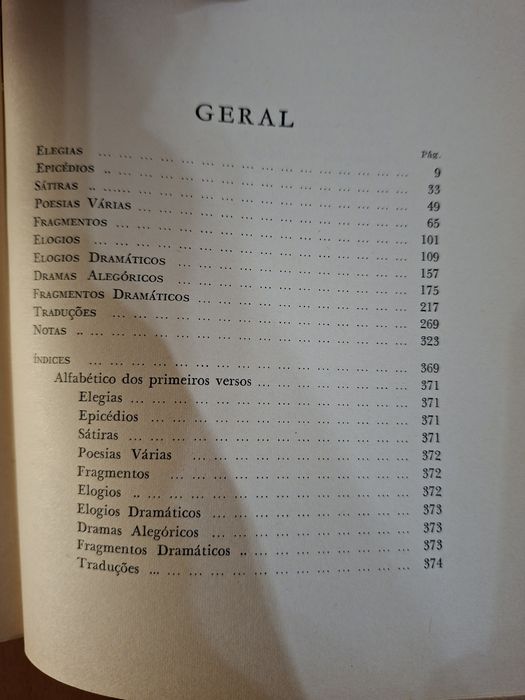 GERAL
Pág.
ELEGIAS ... ... ... ... ... ... ... ... ... ... ... ... ... ... ... 9
EPICÉDIOS .. ... ... ... ... ... ... ... ... ... ... ... ... ... ... 33
SÁTIRAS .. ...... ... ... ... ... ... ... ... ... ... ... ... ... ... 49
POESIAS VÁRIAS ... ... ... ... ... ... ... ... ... ... ... ... ... 65
FRAGMENTOS ... ... ... ... ... ... ... ... ... ... ... ... ... ... 101
ELOGIOS ... ... ... ... ... ... ... ... ... ... ... ... ... ... ... 109
ELOGIOS DRAMÁTICOS ... ... ... ... ... ... ... ... ... ... ... 157
DRAMAS ALEGÓRICOS ... ... ... ... ... ... ... ... ... ... ... 175
FRAGMENTOS DRAMÁTICOS ... ... ... ... ... ... ... ... ... ... 217
TRADUÇÕES ... ... ... ... ... ... ... ... ... ... ... ... ... ... 269
NOTAS .. ... ... ... ... ... ... ... ... ... ... ... ... ... ... ... 323
ÍNDICES ... ... ... ... ... ... ... ... ... ... ... ... ... ... ... 369
Alfabético dos primeiros versos ... ... ... ... ... ... ... ... 371
Elegias ... ... ... ... ... ... ... ... ... ... ... ... ... ... 371
Epicédios ... ... ... ... ... ... ... ... ... ... ... ... ... 371
Sátiras ... ... ... ... ... ... ... ... ... ... ... ... ... ... 371
Poesias Várias ... ... ... ... ... ... ... ... ... ... ... 372
Fragmentos ... ... ... ... ... ... ... ... ... ... ... ... 372
Elogios .. ... ... ... ... ... ... ... ... ... ... ... ... ... 372
Elogios Dramáticos ... ... ... ... ... ... ... ... ... ... 373
Dramas Alegóricos ... ... ... ... ... ... ... ... ... ... 373
Fragmentos Dramáticos .. ... ... ... ... ... ... ... ... 373
Traduções ... ... ... ... ... ... ... ... ... ... ... ... ... 374